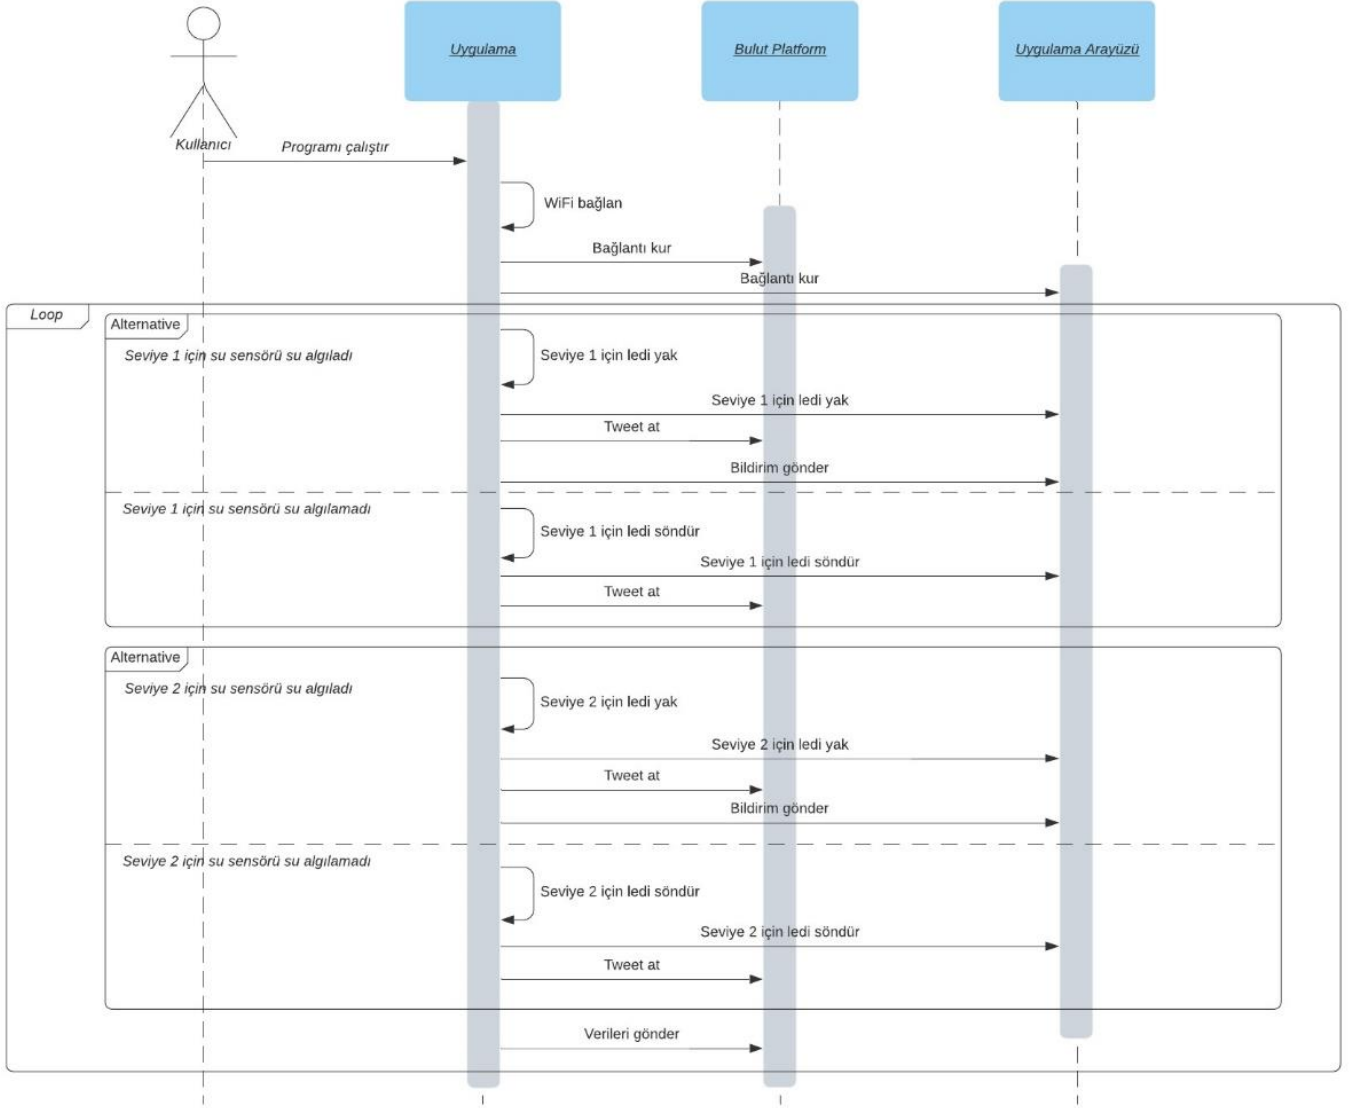 Uygulama
Bulut Platform
Uygulama Arayüzü
Kullanıcı
Programı çalıştır
WiFi bağlan
Bağlantı kur
Bağlantı kur
Loop
Alternative
Seviye 1 için su sensörü su algıladı
Seviye 1 için ledi yak
Seviye 1 için ledi yak
Tweet at
Bildirim gönder
Seviye 1 için su sensörü su algılamadı
Seviye 1 için ledi söndür
Seviye 1 için ledi söndür
Tweet at
Alternative
Seviye 2 için su sensörü su algıladı
Seviye 2 için ledi yak
Seviye 2 için ledi yak
Tweet at
Bildirim gönder
Seviye 2 için su sensörü su algılamadı
Seviye 2 için ledi söndür
Seviye 2 için ledi söndür
Tweet at
Verileri gönder